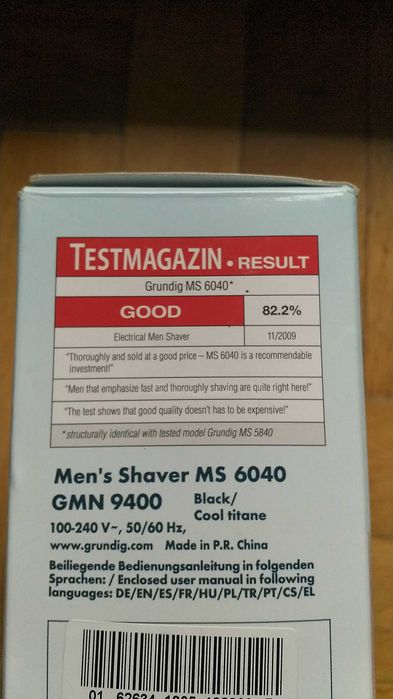 TESTMAGAZIN • RESULT
Grundig MS 6040*
GOOD 82.2%
Electrical Men Shaver 11/2009
"Thoroughly and sold at a good price – MS 6040 is a recommendable
investment!"
"Men that emphasize fast and thoroughly shaving are quite right here!"
"The test shows that good quality doesn't has to be expensive!"
*structurally identical with tested model Grundig MS 5840
Men's Shaver MS 6040
GMN 9400 Black/
Cool titane
100-240 V~, 50/60 Hz,
www.grundig.com Made in P.R. China
Beiliegende Bedienungsanleitung in folgenden
Sprachen: / Enclosed user manual in following
languages: DE/EN/ES/FR/HU/PL/TR/PT/CS/EL